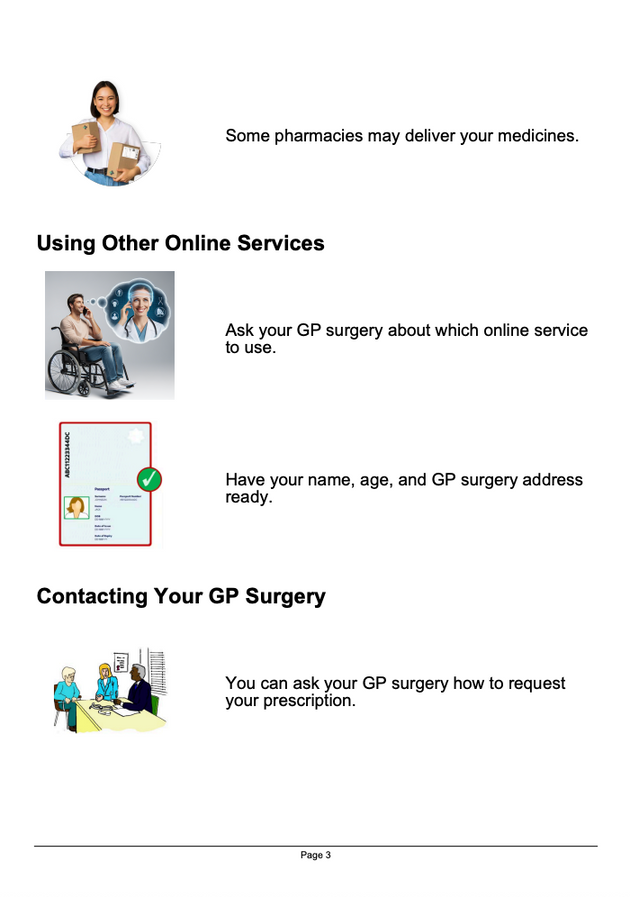 Some pharmacies may deliver your medicines.
Using Other Online Services
Ask your GP surgery about which online service
to use.
ABC11223344DC
Passport
Have your name, age, and GP surgery address
ready.
Contacting Your GP Surgery
You can ask your GP surgery how to request
your prescription.
Page 3